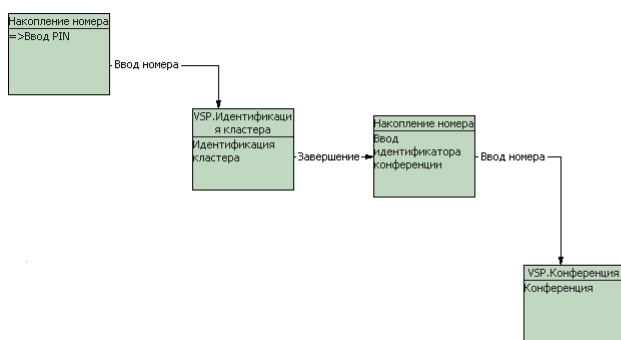 Накопление номера
=>Ввод PIN
Ввод номера
VSP.Идентификаци
я кластера
Идентификация
кластера
Завершение
Накопление номера
Ввод
идентификатора
конференции
Ввод номера
VSP.Конференция
Конференция